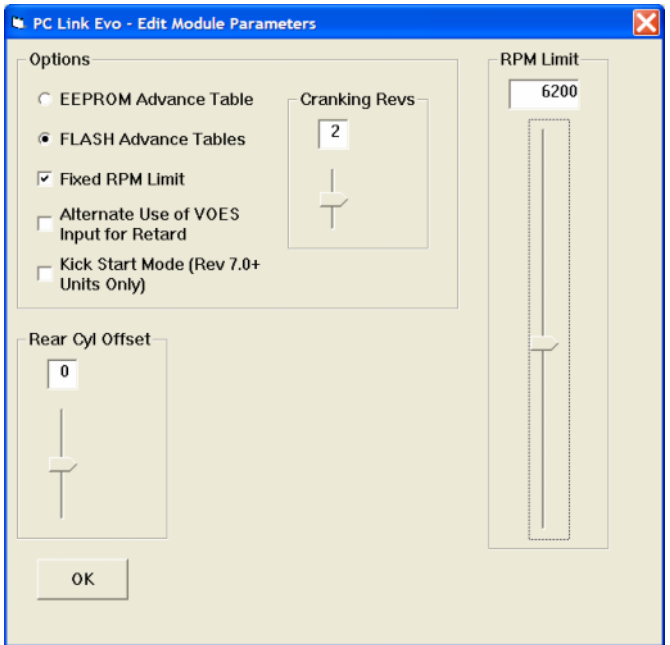 PC Link Evo - Edit Module Parameters
Options
EEPROM Advance Table
FLASH Advance Tables
Fixed RPM Limit
Alternate Use of VOES
Input for Retard
Kick Start Mode (Rev 7.0+
Units Only)
Cranking Revs
2
RPM Limit
6200
Rear Cyl Offset
0
OK